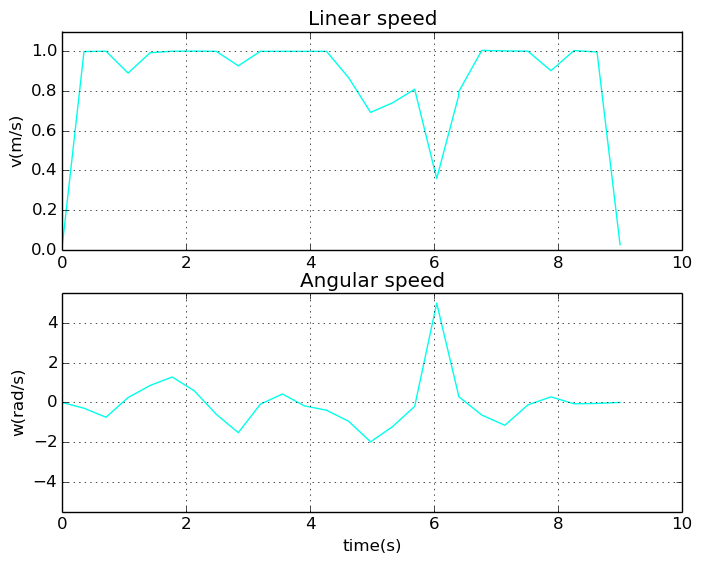 Linear speed
1.0
0.8
0.6
0.4
0.2
0.0
v(m/s)
0 2 4 6 8 10
Angular speed
4
2
0
−2
−4
w(rad/s)
0 2 4 6 8 10
time(s)